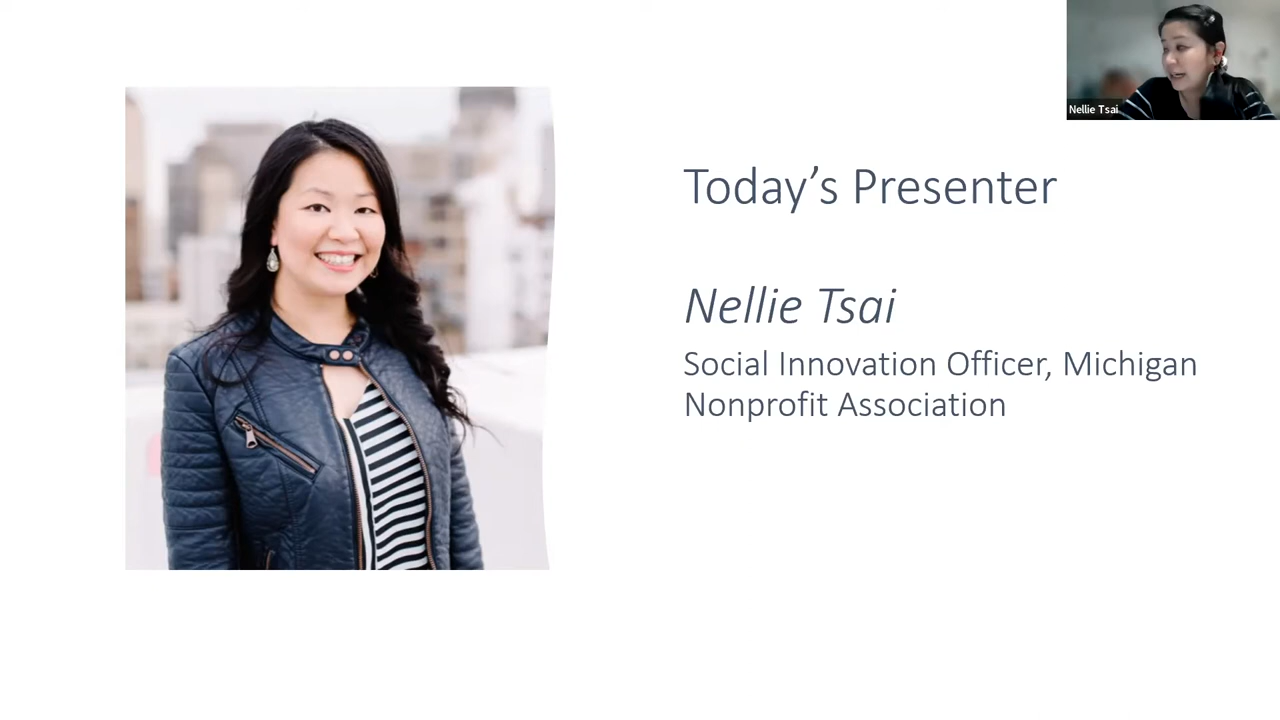 Nellie Tsai
Today’s Presenter
Nellie Tsai
Social Innovation Officer, Michigan
Nonprofit Association